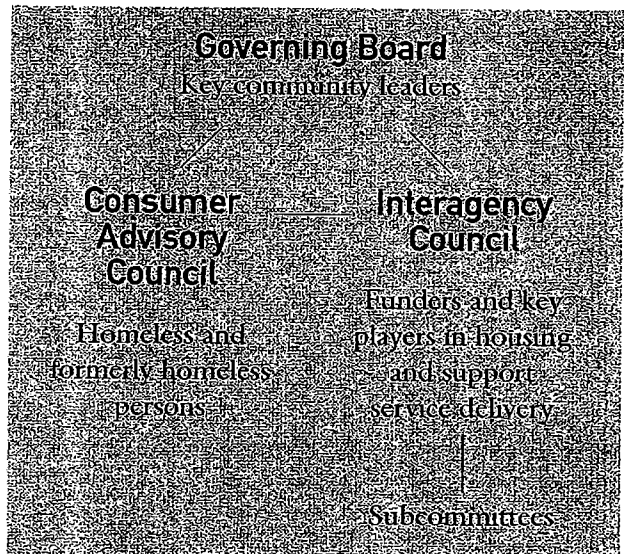 Governing Board
Key community leaders
Consumer
Advisory
Council
Homeless and
formerly homeless
persons
Interagency
Council
Funders and key
players in housing
and support
service delivery
Subcommittees